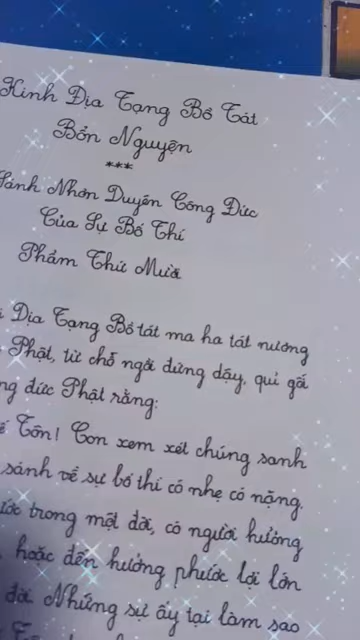 Kinh Địa Tạng Bồ Tát
Bổn Nguyện
***
Sánh Nhơn Duyên Công Đức
Của Sự Bố Thí
Phẩm Thứ Mười
Địa Tạng Bồ tát ma ha tát nương
Phật, từ chỗ ngồi đứng dậy, quì gối
đức Phật rằng:
Tôn! Con xem xét chúng sanh
sánh về sự bố thí có nhẹ có nặng.
trong một đời, có người hưởng
hoặc đến hưởng phước lợi lớn
đời. Những sự ấy tại làm sao